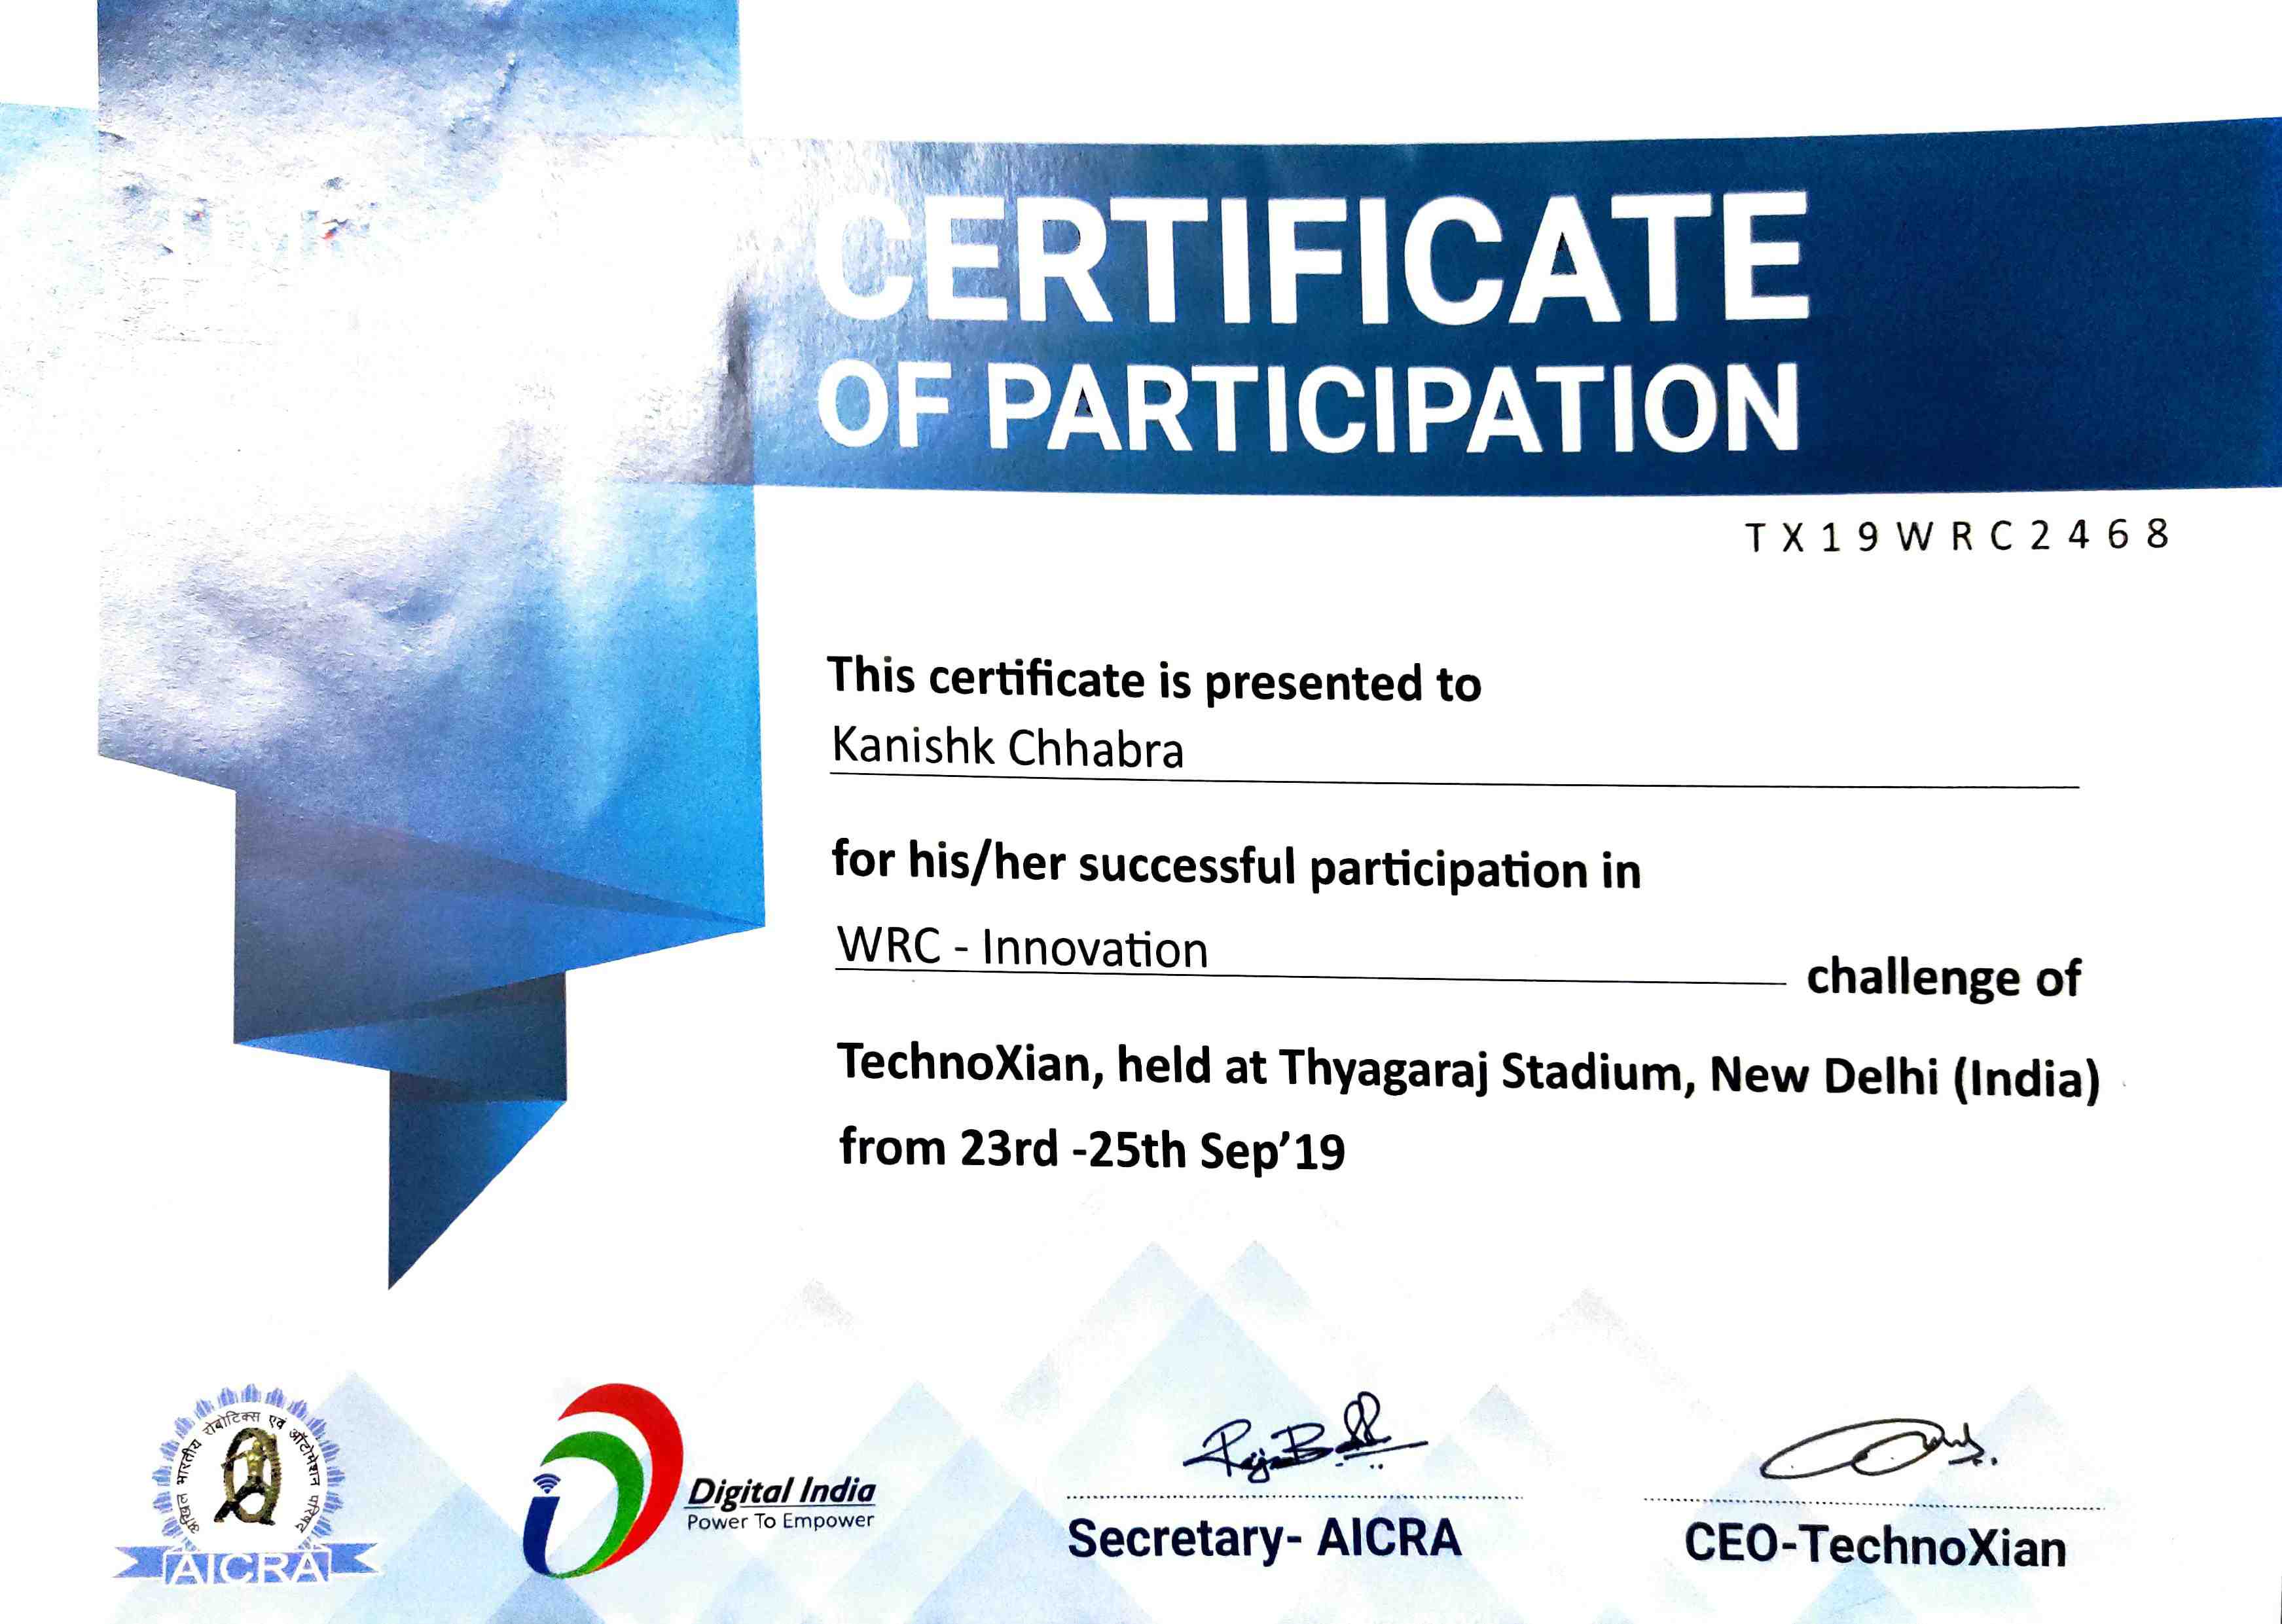 CERTIFICATE
OF PARTICIPATION
TX19WRC2468
This certificate is presented to
Kanishk Chhabra
for his/her successful participation in
WRC - Innovation challenge of
TechnoXian, held at Thyagaraj Stadium, New Delhi (India)
from 23rd -25th Sep'19
अखिल भारतीय रोबोटिक्स एवं ऑटोमेशन परिषद
AICRA
Digital India
Power To Empower
Secretary- AICRA
CEO-TechnoXian